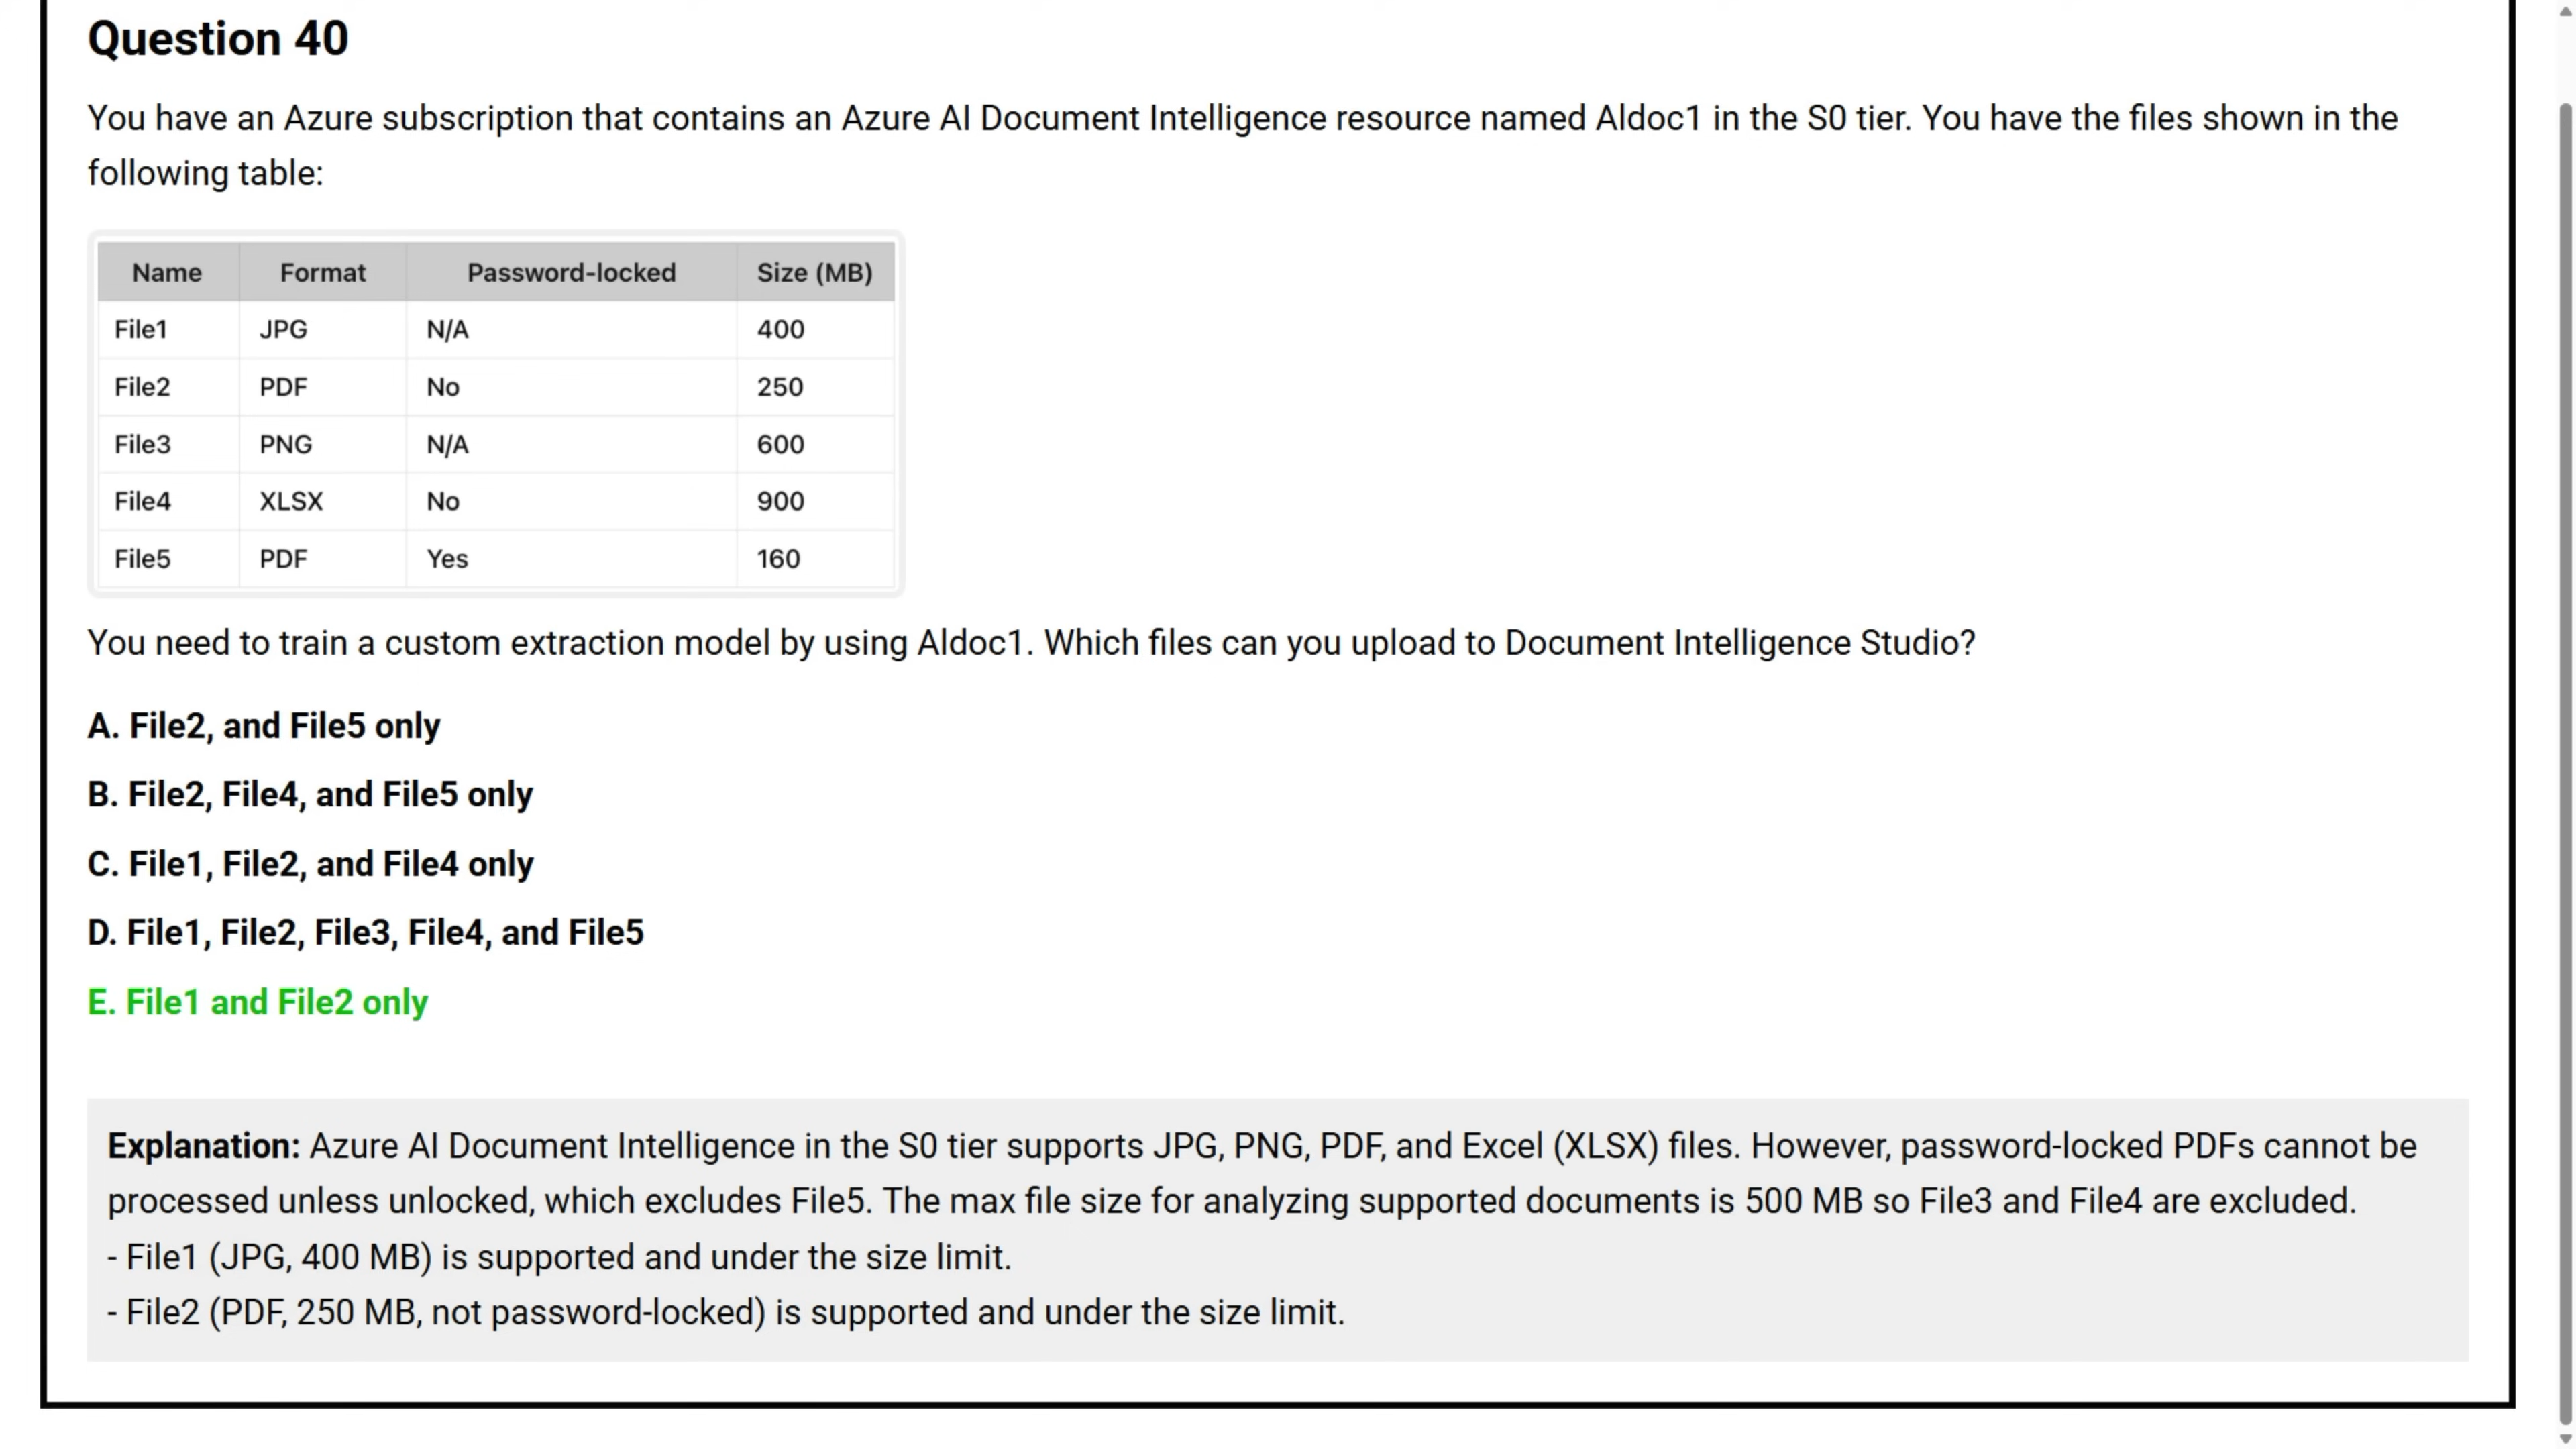 Question 40
You have an Azure subscription that contains an Azure AI Document Intelligence resource named Aldoc1 in the S0 tier. You have the files shown in the
following table:
Name Format Password-locked Size (MB)
File1 JPG N/A 400
File2 PDF No 250
File3 PNG N/A 600
File4 XLSX No 900
File5 PDF Yes 160
You need to train a custom extraction model by using Aldoc1. Which files can you upload to Document Intelligence Studio?
A. File2, and File5 only
B. File2, File4, and File5 only
C. File1, File2, and File4 only
D. File1, File2, File3, File4, and File5
E. File1 and File2 only
Explanation: Azure AI Document Intelligence in the S0 tier supports JPG, PNG, PDF, and Excel (XLSX) files. However, password-locked PDFs cannot be
processed unless unlocked, which excludes File5. The max file size for analyzing supported documents is 500 MB so File3 and File4 are excluded.
- File1 (JPG, 400 MB) is supported and under the size limit.
- File2 (PDF, 250 MB, not password-locked) is supported and under the size limit.